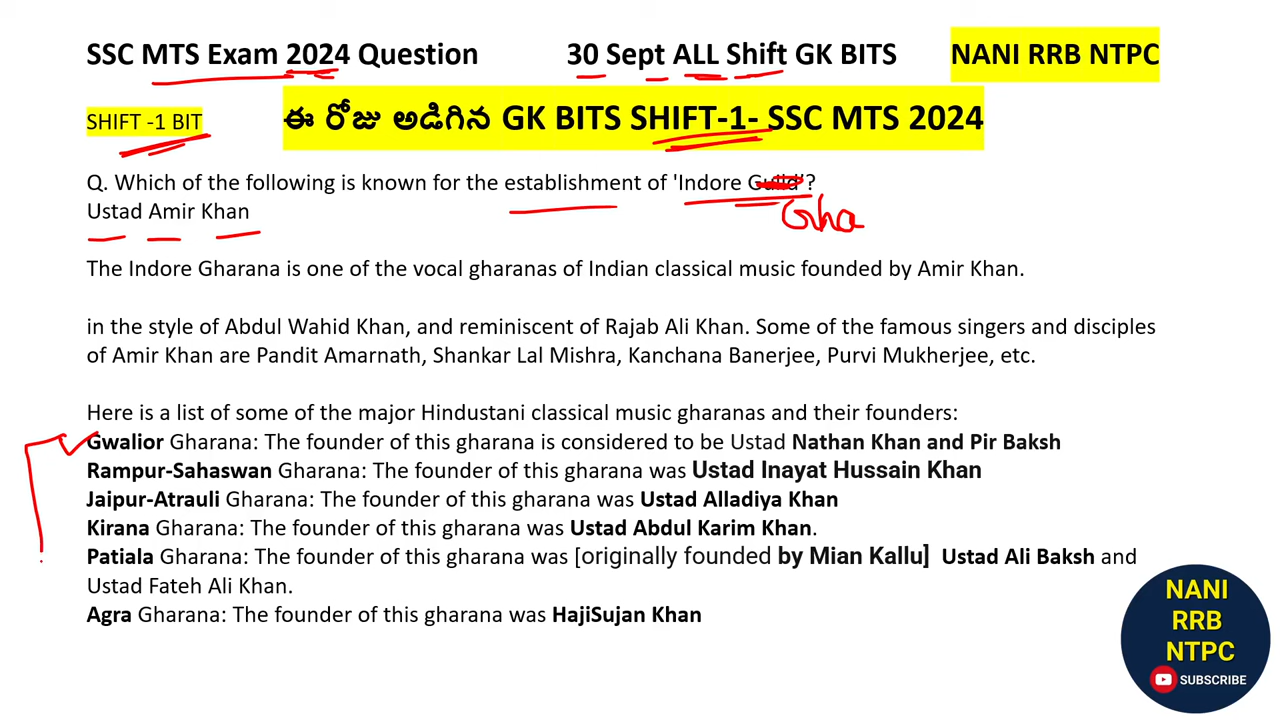 SSC MTS Exam 2024 Question 30 Sept ALL Shift GK BITS NANI RRB NTPC
SHIFT -1 BIT ఈ రోజు అడిగిన GK BITS SHIFT-1- SSC MTS 2024
Q. Which of the following is known for the establishment of 'Indore Guild'?
Gha
Ustad Amir Khan
The Indore Gharana is one of the vocal gharanas of Indian classical music founded by Amir Khan.
in the style of Abdul Wahid Khan, and reminiscent of Rajab Ali Khan. Some of the famous singers and disciples
of Amir Khan are Pandit Amarnath, Shankar Lal Mishra, Kanchana Banerjee, Purvi Mukherjee, etc.
Here is a list of some of the major Hindustani classical music gharanas and their founders:
Gwalior Gharana: The founder of this gharana is considered to be Ustad Nathan Khan and Pir Baksh
Rampur-Sahaswan Gharana: The founder of this gharana was Ustad Inayat Hussain Khan
Jaipur-Atrauli Gharana: The founder of this gharana was Ustad Alladiya Khan
Kirana Gharana: The founder of this gharana was Ustad Abdul Karim Khan.
Patiala Gharana: The founder of this gharana was [originally founded by Mian Kallu] Ustad Ali Baksh and
Ustad Fateh Ali Khan.
Agra Gharana: The founder of this gharana was HajiSujan Khan
NANI
RRB
NTPC
SUBSCRIBE